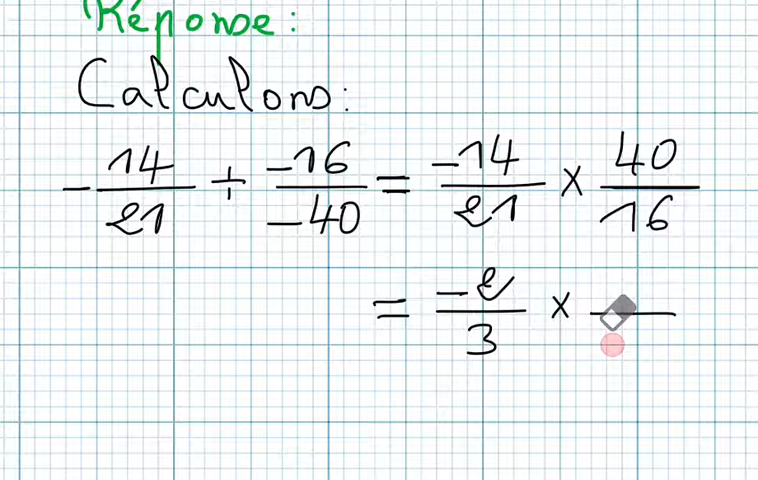 Réponse :
Calculons :
- 14/21 + -16/-40 = -14/21 × 40/16
= -2/3 ×